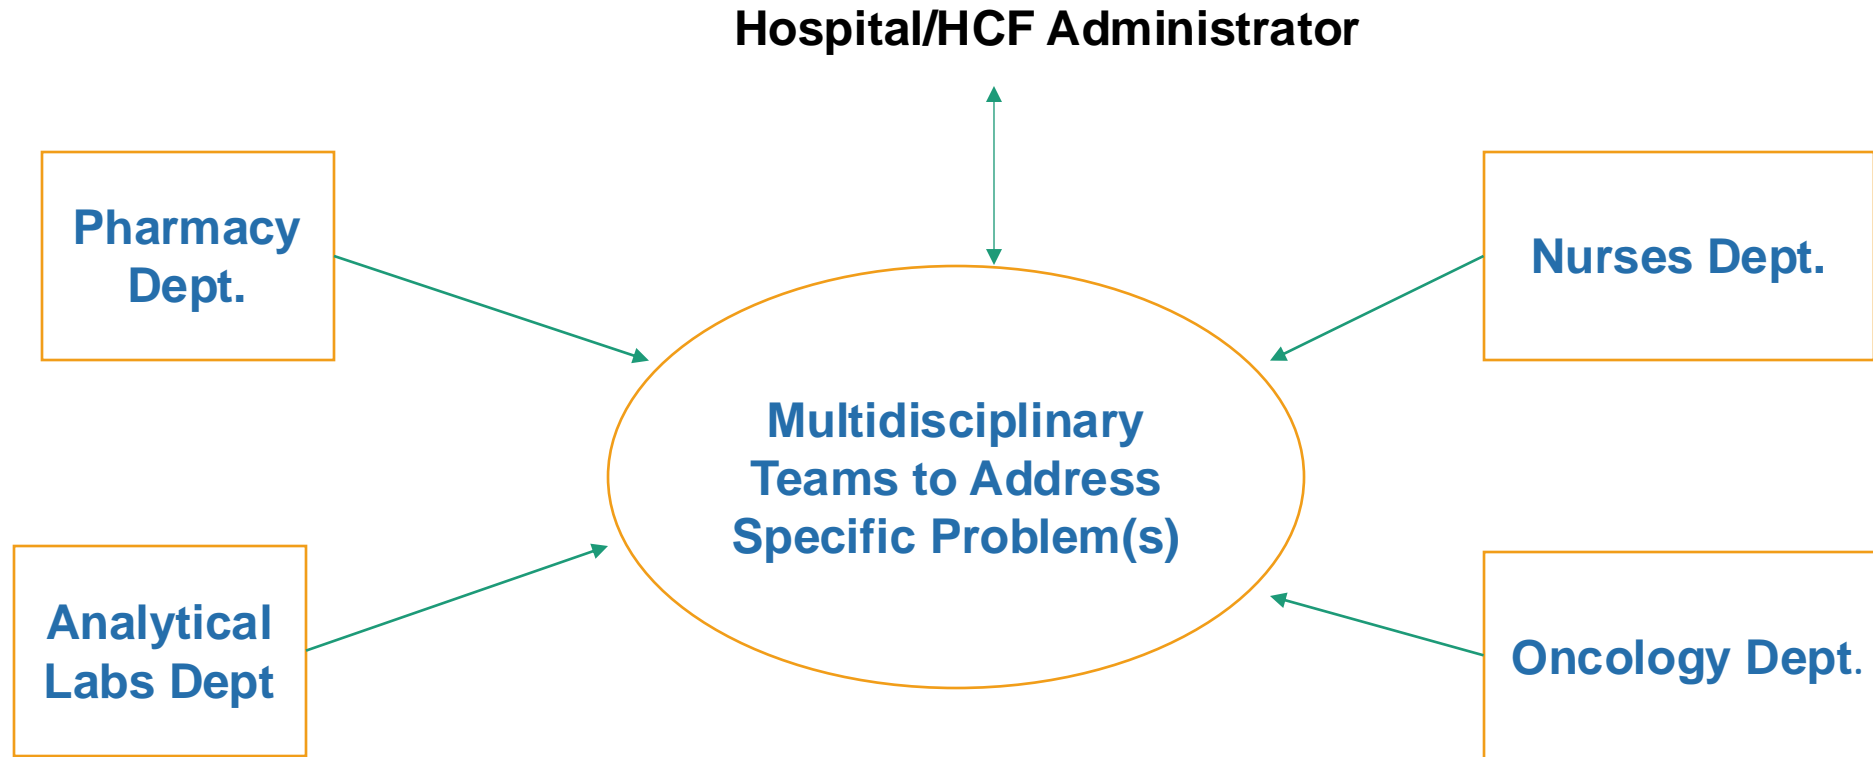 Hospital/HCF Administrator
Pharmacy
Dept.
Nurses Dept.
Multidisciplinary
Teams to Address
Specific Problem(s)
Analytical
Labs Dept
Oncology Dept.